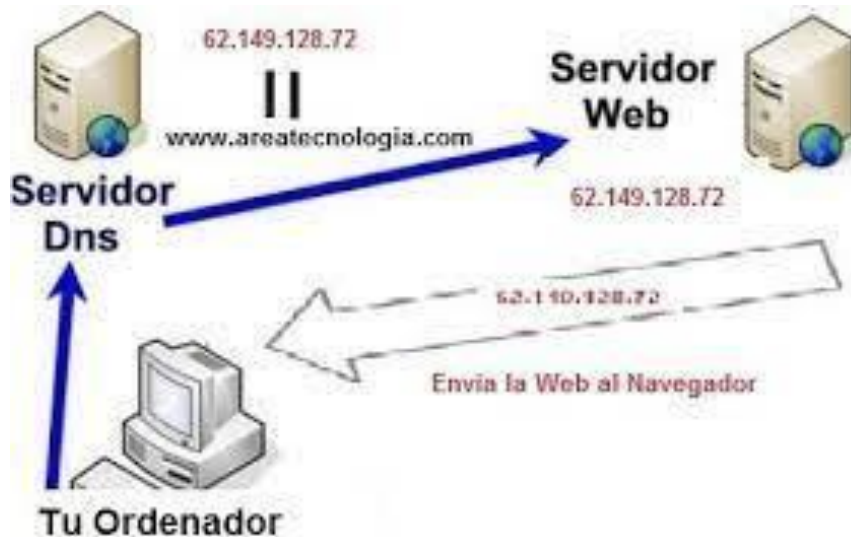 62.149.128.72
www.areatecnologia.com
Servidor
Dns
Servidor
Web
62.149.128.72
Envia la Web al Navegador
Tu Ordenador